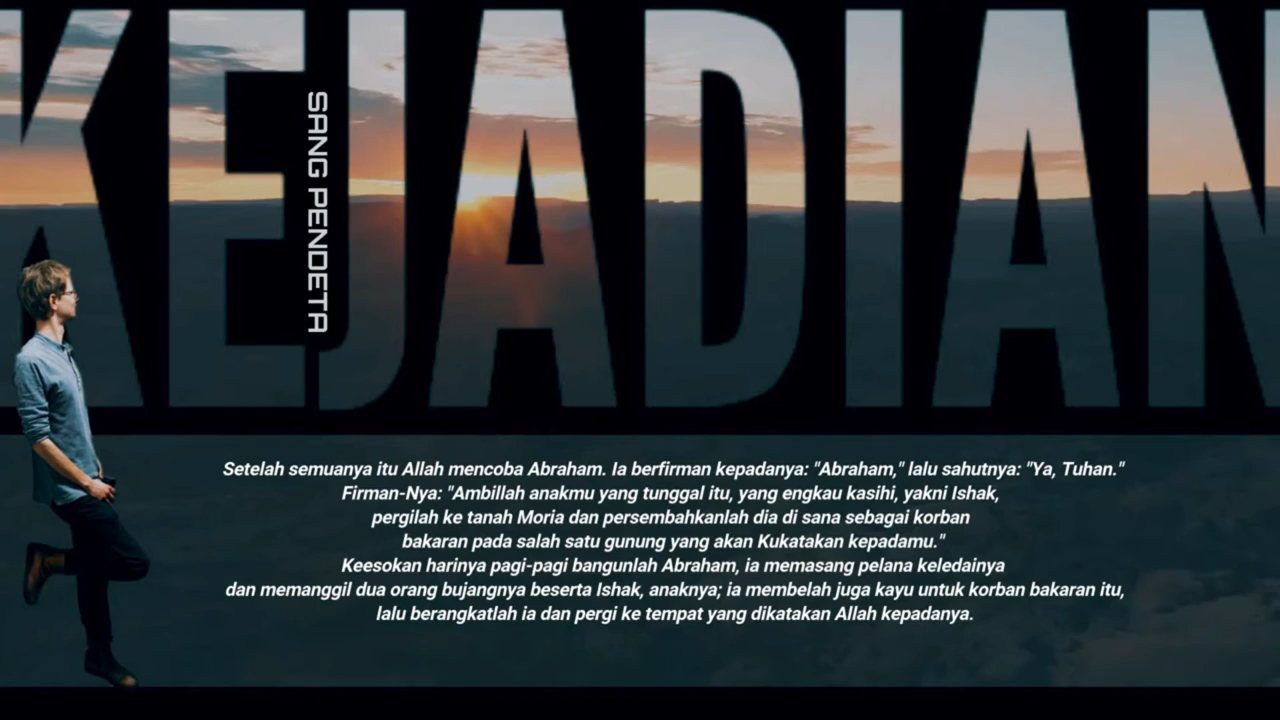 KEJADIAN
SANG PENDETA
Setelah semuanya itu Allah mencoba Abraham. Ia berfirman kepadanya: "Abraham," lalu sahutnya: "Ya, Tuhan."
Firman-Nya: "Ambillah anakmu yang tunggal itu, yang engkau kasihi, yakni Ishak,
pergilah ke tanah Moria dan persembahkanlah dia di sana sebagai korban
bakaran pada salah satu gunung yang akan Kukatakan kepadamu."
Keesokan harinya pagi-pagi bangunlah Abraham, ia memasang pelana keledainya
dan memanggil dua orang bujangnya beserta Ishak, anaknya; ia membelah juga kayu untuk korban bakaran itu,
lalu berangkatlah ia dan pergi ke tempat yang dikatakan Allah kepadanya.